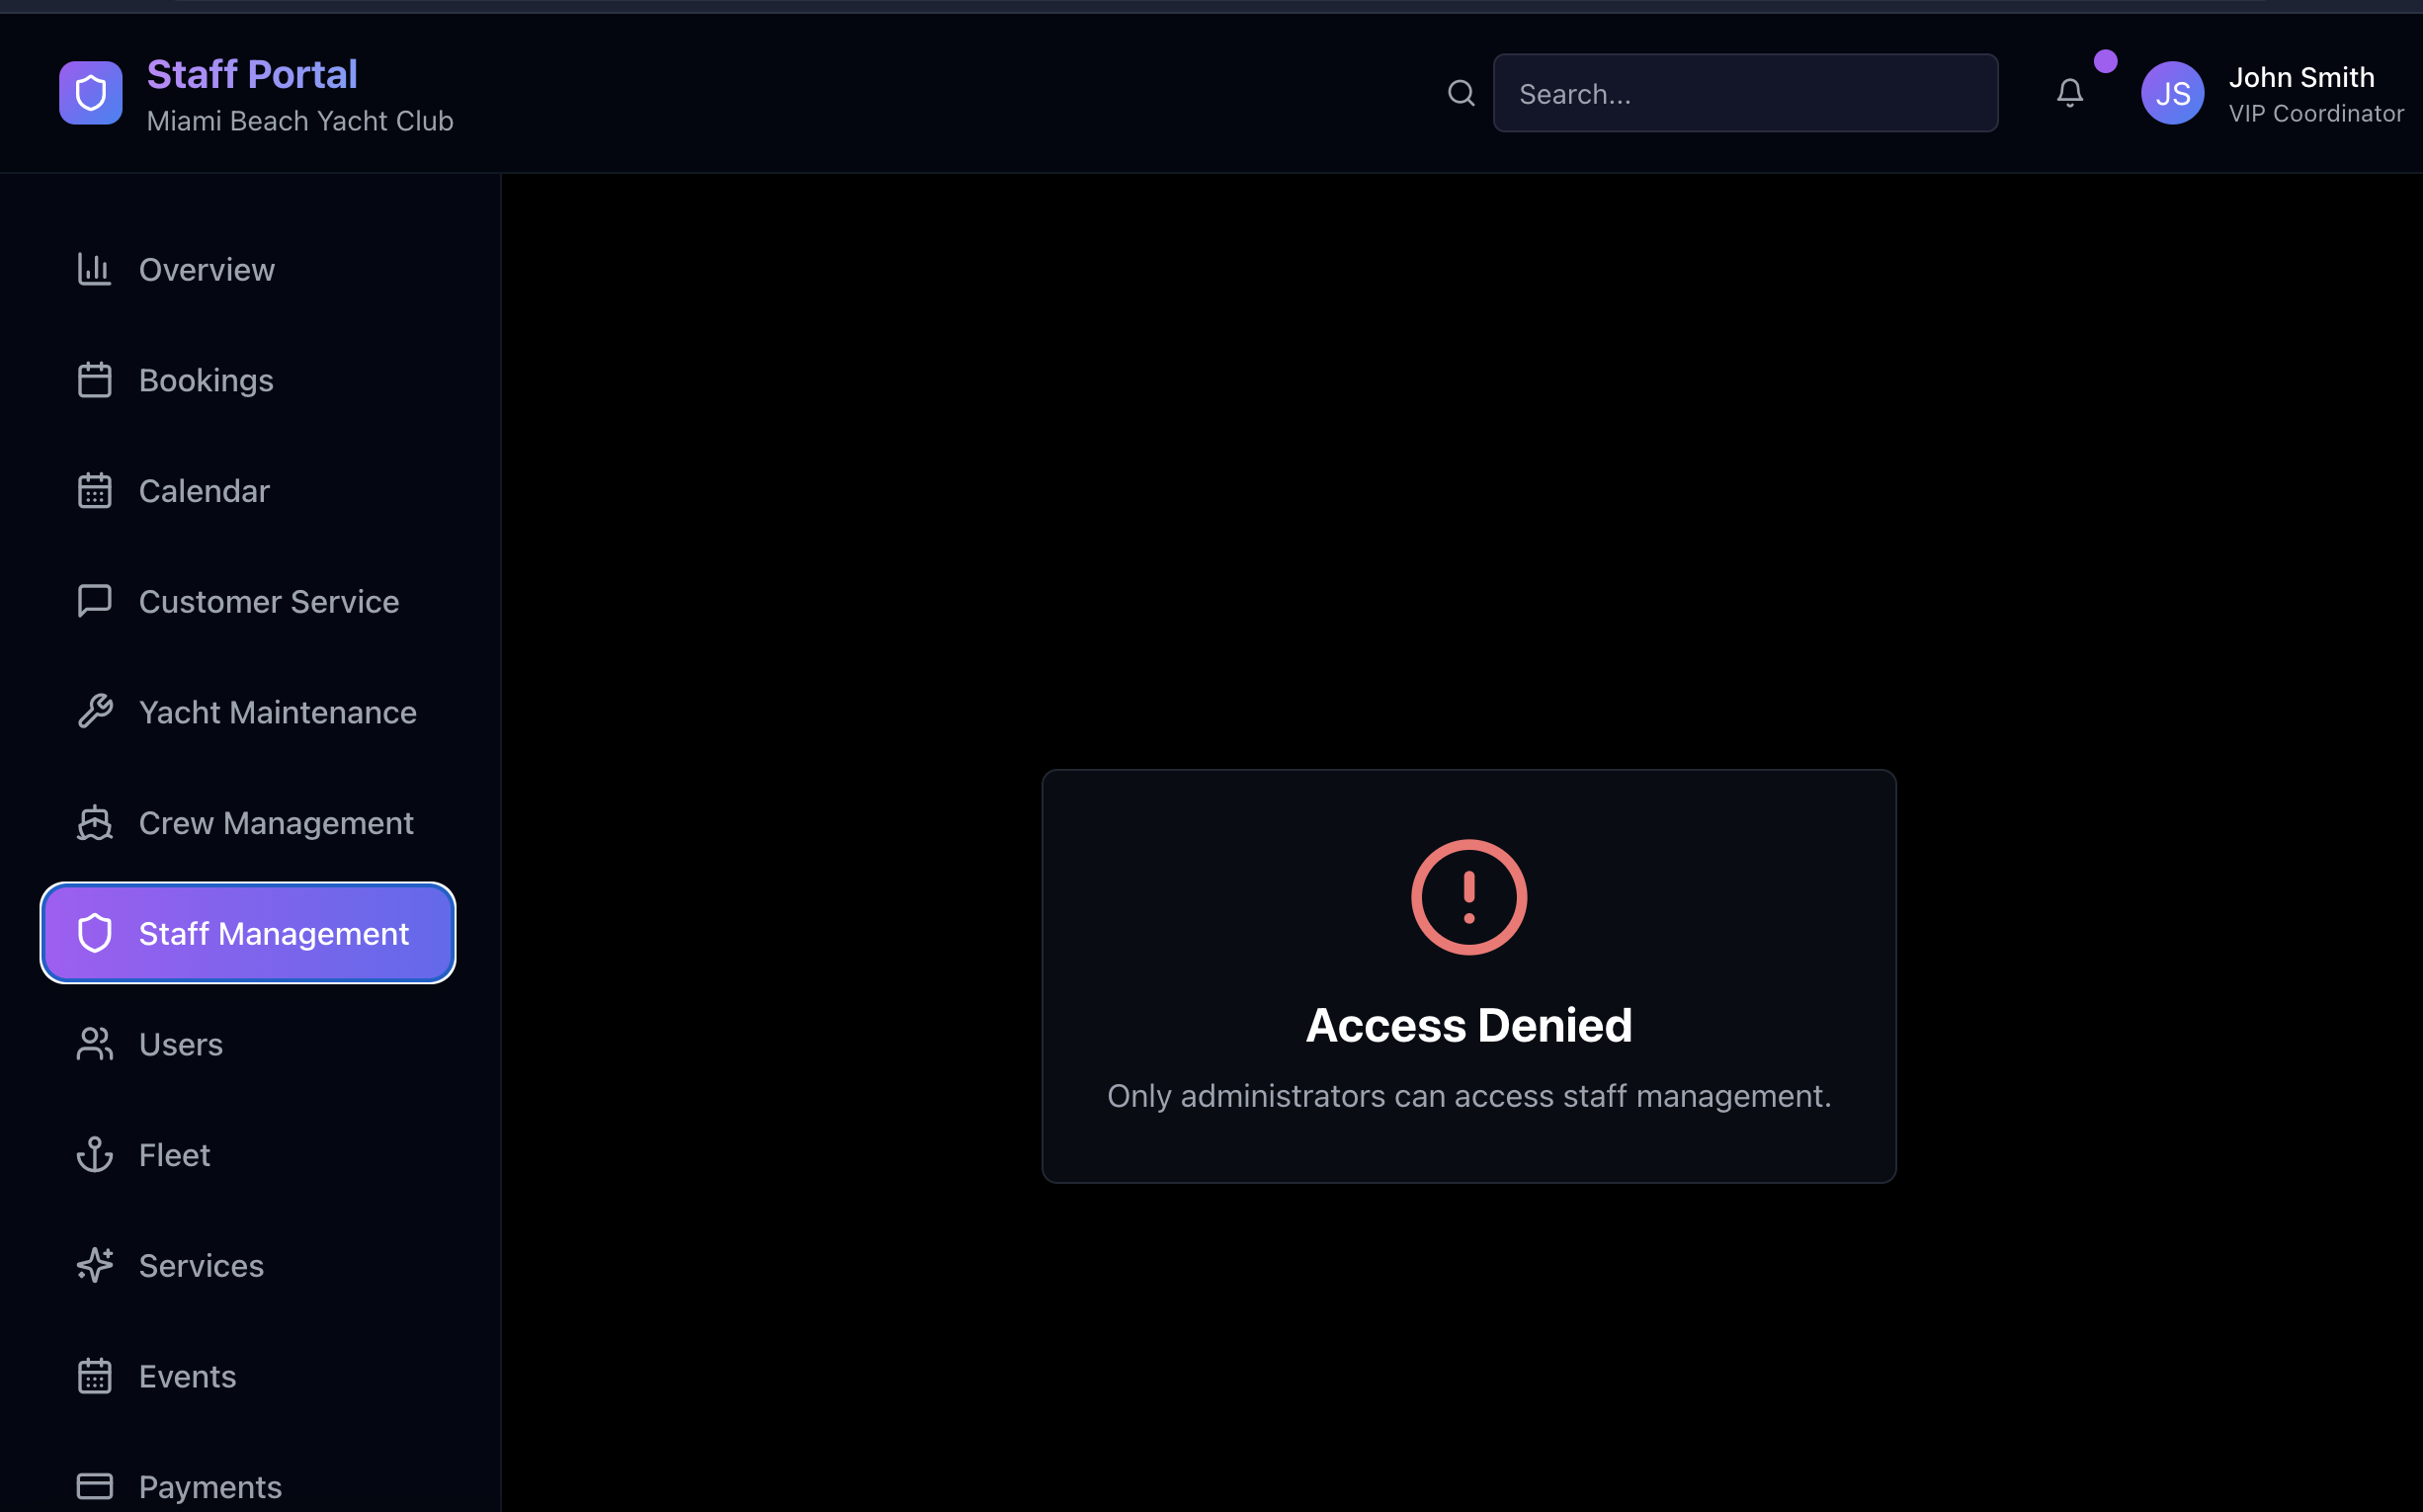 Staff Portal
Miami Beach Yacht Club
Search...
JS
John Smith
VIP Coordinator
Overview
Bookings
Calendar
Customer Service
Yacht Maintenance
Crew Management
Staff Management
Users
Fleet
Services
Events
Payments
Access Denied
Only administrators can access staff management.